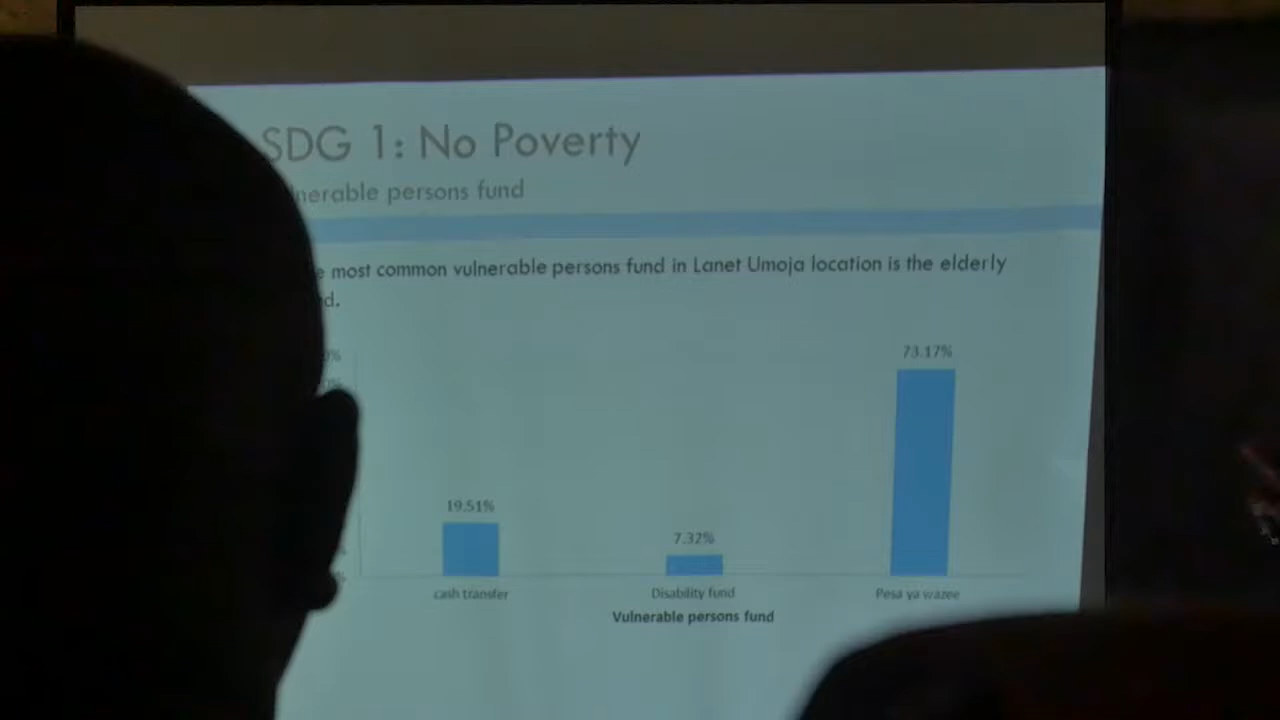 SDG 1: No Poverty
persons fund
most common vulnerable persons fund in Lanet Umoja location is the elderly
73.17%
19.51%
7.32%
cash transfer Disability fund Pesa ya wazee
Vulnerable persons fund